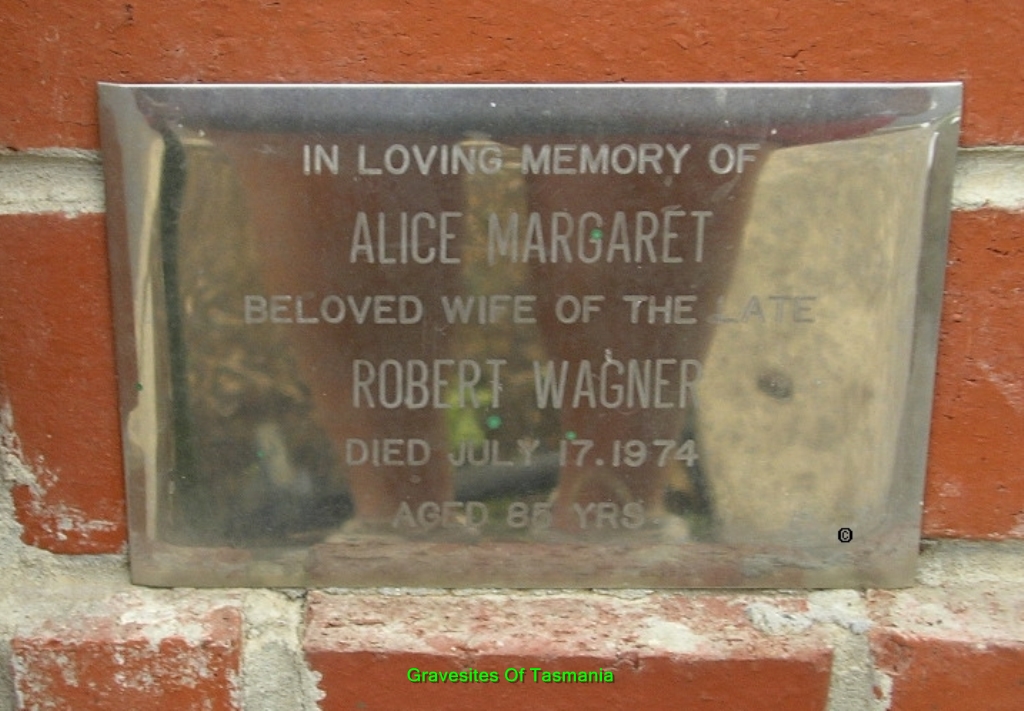 IN LOVING MEMORY OF
ALICE MARGARET
BELOVED WIFE OF THE LATE
ROBERT WAGNER
DIED JULY 17.1974
AGED 85 YRS.
©
Gravesites Of Tasmania